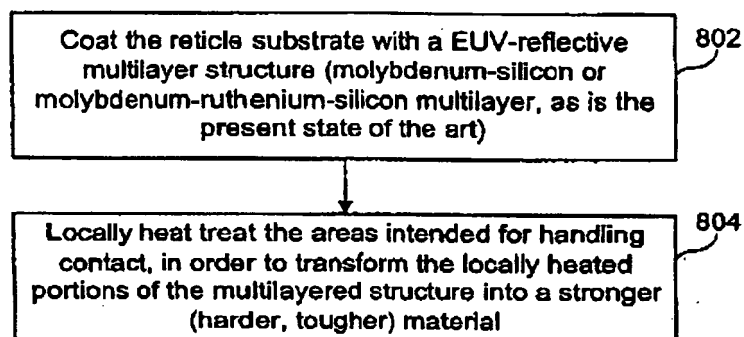 Coat the reticle substrate with a EUV-reflective
802
multilayer structure (molybdenum-silicon or
molybdenum-ruthenium-silicon multilayer, as is the
present state of the art)
Locally heat treat the areas intended for handling
804
contact, in order to transform the locally heated
portions of the multilayered structure into a stronger
(harder, tougher) material